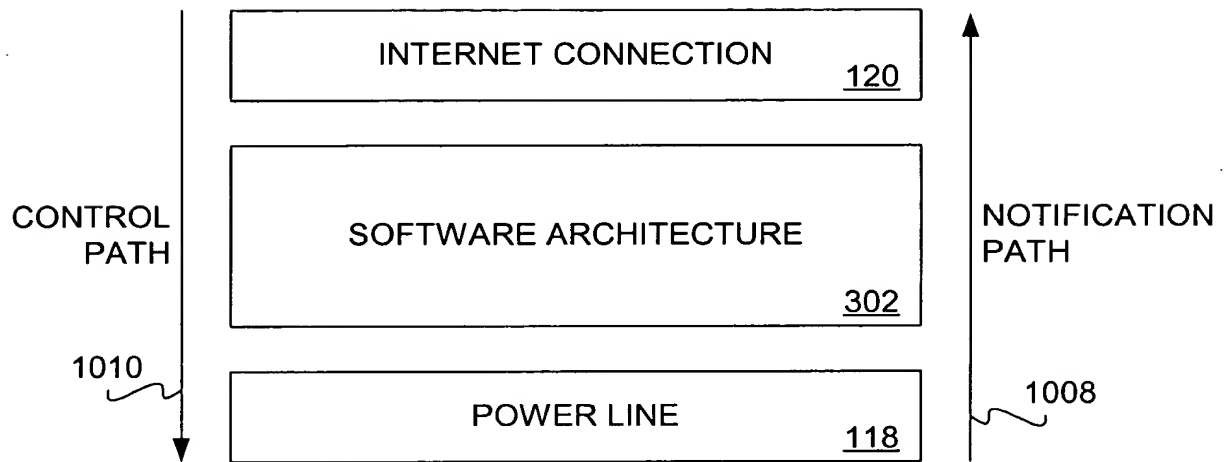 INTERNET CONNECTION
120
CONTROL
PATH
SOFTWARE ARCHITECTURE
302
NOTIFICATION
PATH
1010
POWER LINE
118
1008